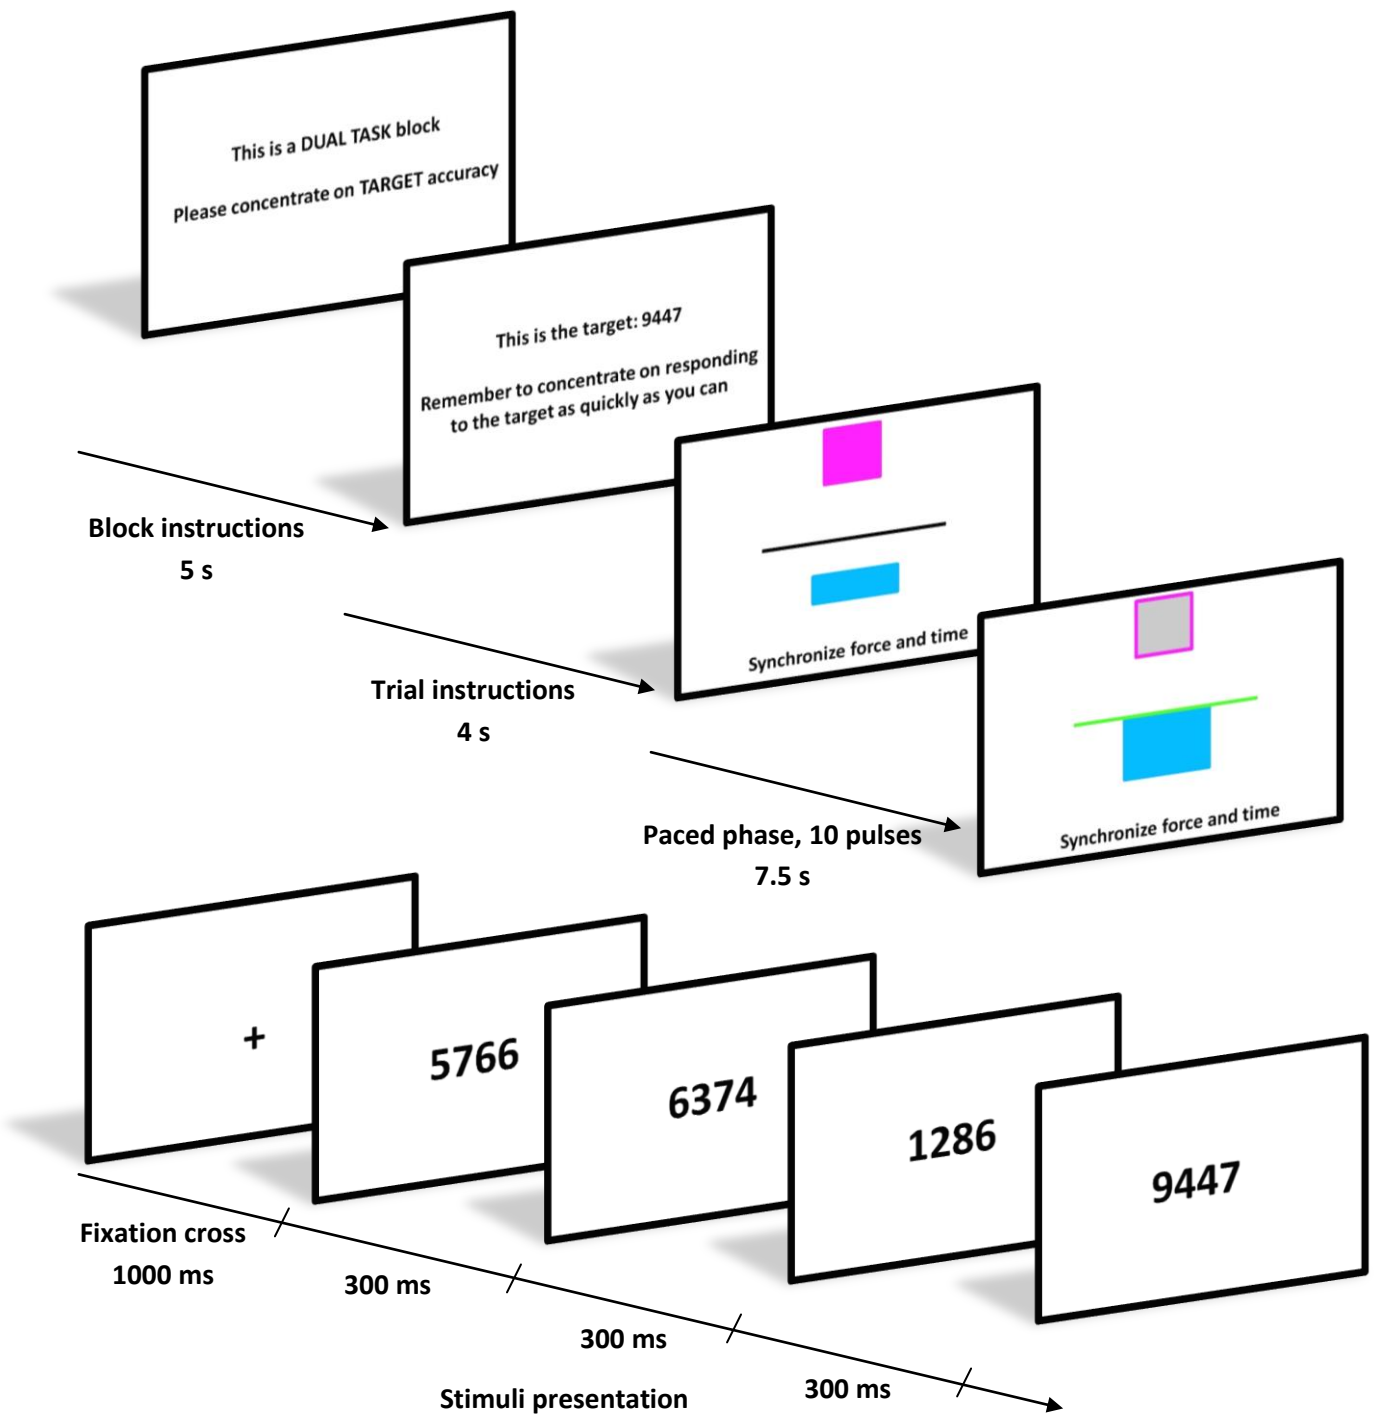 This is a DUAL TASK block
Please concentrate on TARGET accuracy
This is the target: 9447
Remember to concentrate on responding
to the target as quickly as you can
Block instructions
5 s
Synchronize force and time
Trial instructions
4 s
Synchronize force and time
Paced phase, 10 pulses
7.5 s
+
5766
6374
1286
9447
Fixation cross
1000 ms
300 ms
300 ms
300 ms
Stimuli presentation